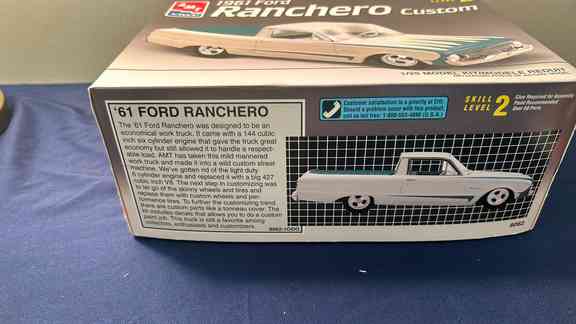 AMT
ERTL
1961 Ford
Ranchero Custom
1/25 MODEL KIT/MODELE REDUIT
'61 FORD RANCHERO
The '61 Ford Ranchero was designed to be an
economical work truck. It came with a 144 cubic
inch six cylinder engine that gave the truck great
economy but still allowed it to handle a respect-
able load. AMT has taken this mild mannered
work truck and made it into a wild custom street
machine. We've gotten rid of the light duty
6 cylinder engine and replaced it with a big 427
cubic inch V8. The next step in customizing was
to let go of the skinny wheels and tires and
replace them with custom wheels and per-
formance tires. To further the customizing trend
there are custom parts like a tonneau cover. The
kit includes decals that allows you to do a custom
paint job. This truck is still a favorite among
collectors, enthusiasts and customizers.
Customer satisfaction is a priority at Ertl.
Should a problem occur with this product,
call us toll free:
(U.S.A.)
SKILL
LEVEL 2
Glue Required for Assembly
Paint Recommended
8062